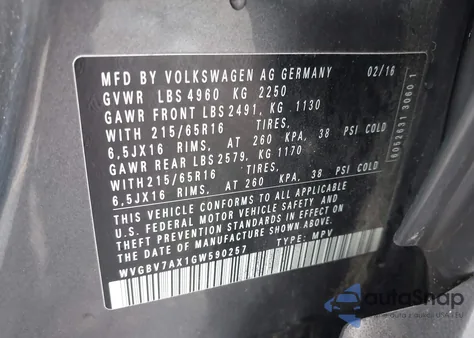 MFD BY VOLKSWAGEN AG GERMANY 02/16
GVWR LBS 4960 KG 2250
GAWR FRONT LBS 2491, KG 1130
WITH 215/65R16 TIRES,
6,5JX16 RIMS, AT 260 KPA, 38 PSI COLD
GAWR REAR LBS 2579, KG 1170
WITH 215/65R16 TIRES,
6,5JX16 RIMS, AT 260 KPA, 38 PSI COLD
THIS VEHICLE CONFORMS TO ALL APPLICABLE
U.S. FEDERAL MOTOR VEHICLE SAFETY AND
THEFT PREVENTION STANDARDS IN EFFECT ON
THE DATE OF MANUFACTURE SHOWN ABOVE.
WVGBV7AX1GW590257 TYPE: MPV
autoSnap